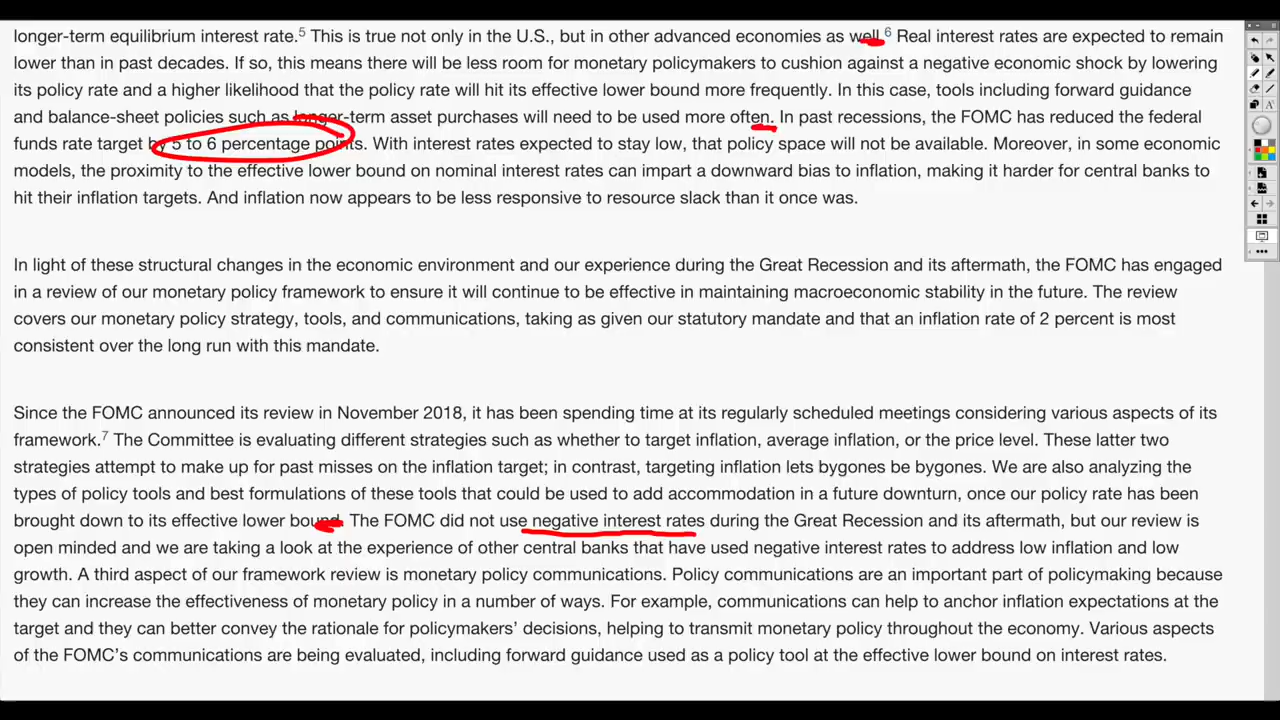 longer-term equilibrium interest rate.5 This is true not only in the U.S., but in other advanced economies as well.6 Real interest rates are expected to remain
lower than in past decades. If so, this means there will be less room for monetary policymakers to cushion against a negative economic shock by lowering
its policy rate and a higher likelihood that the policy rate will hit its effective lower bound more frequently. In this case, tools including forward guidance
and balance-sheet policies such as longer-term asset purchases will need to be used more often. In past recessions, the FOMC has reduced the federal
funds rate target by 5 to 6 percentage points. With interest rates expected to stay low, that policy space will not be available. Moreover, in some economic
models, the proximity to the effective lower bound on nominal interest rates can impart a downward bias to inflation, making it harder for central banks to
hit their inflation targets. And inflation now appears to be less responsive to resource slack than it once was.
In light of these structural changes in the economic environment and our experience during the Great Recession and its aftermath, the FOMC has engaged
in a review of our monetary policy framework to ensure it will continue to be effective in maintaining macroeconomic stability in the future. The review
covers our monetary policy strategy, tools, and communications, taking as given our statutory mandate and that an inflation rate of 2 percent is most
consistent over the long run with this mandate.
Since the FOMC announced its review in November 2018, it has been spending time at its regularly scheduled meetings considering various aspects of its
framework.7 The Committee is evaluating different strategies such as whether to target inflation, average inflation, or the price level. These latter two
strategies attempt to make up for past misses on the inflation target; in contrast, targeting inflation lets bygones be bygones. We are also analyzing the
types of policy tools and best formulations of these tools that could be used to add accommodation in a future downturn, once our policy rate has been
brought down to its effective lower bound. The FOMC did not use negative interest rates during the Great Recession and its aftermath, but our review is
open minded and we are taking a look at the experience of other central banks that have used negative interest rates to address low inflation and low
growth. A third aspect of our framework review is monetary policy communications. Policy communications are an important part of policymaking because
they can increase the effectiveness of monetary policy in a number of ways. For example, communications can help to anchor inflation expectations at the
target and they can better convey the rationale for policymakers' decisions, helping to transmit monetary policy throughout the economy. Various aspects
of the FOMC's communications are being evaluated, including forward guidance used as a policy tool at the effective lower bound on interest rates.